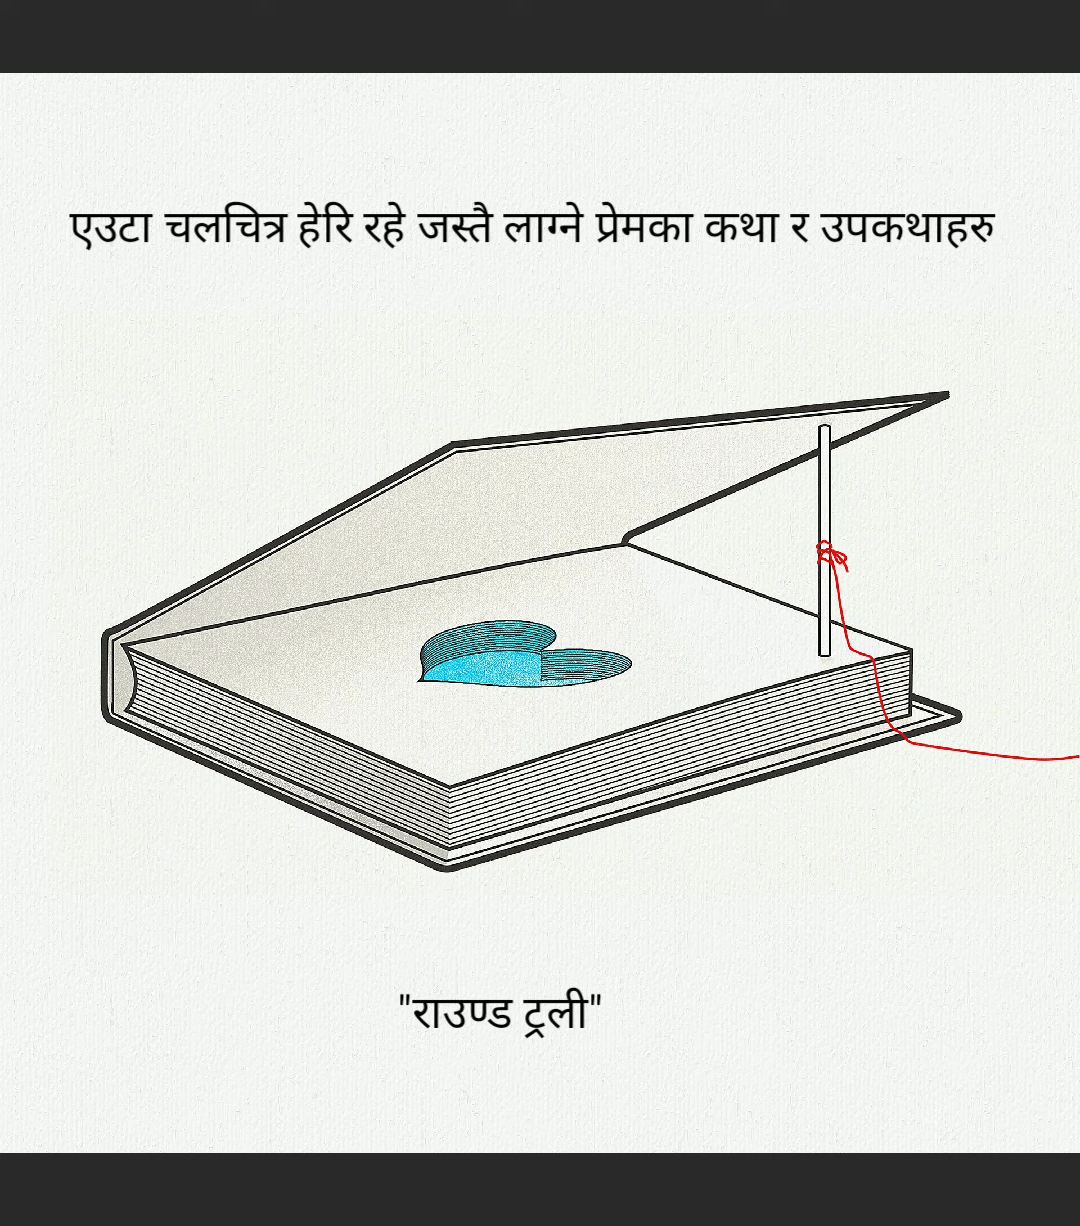 एउटा चलचित्र हेरि रहे जस्तै लाग्ने प्रेमका कथा र उपकथाहरु
"राउण्ड ट्रली"